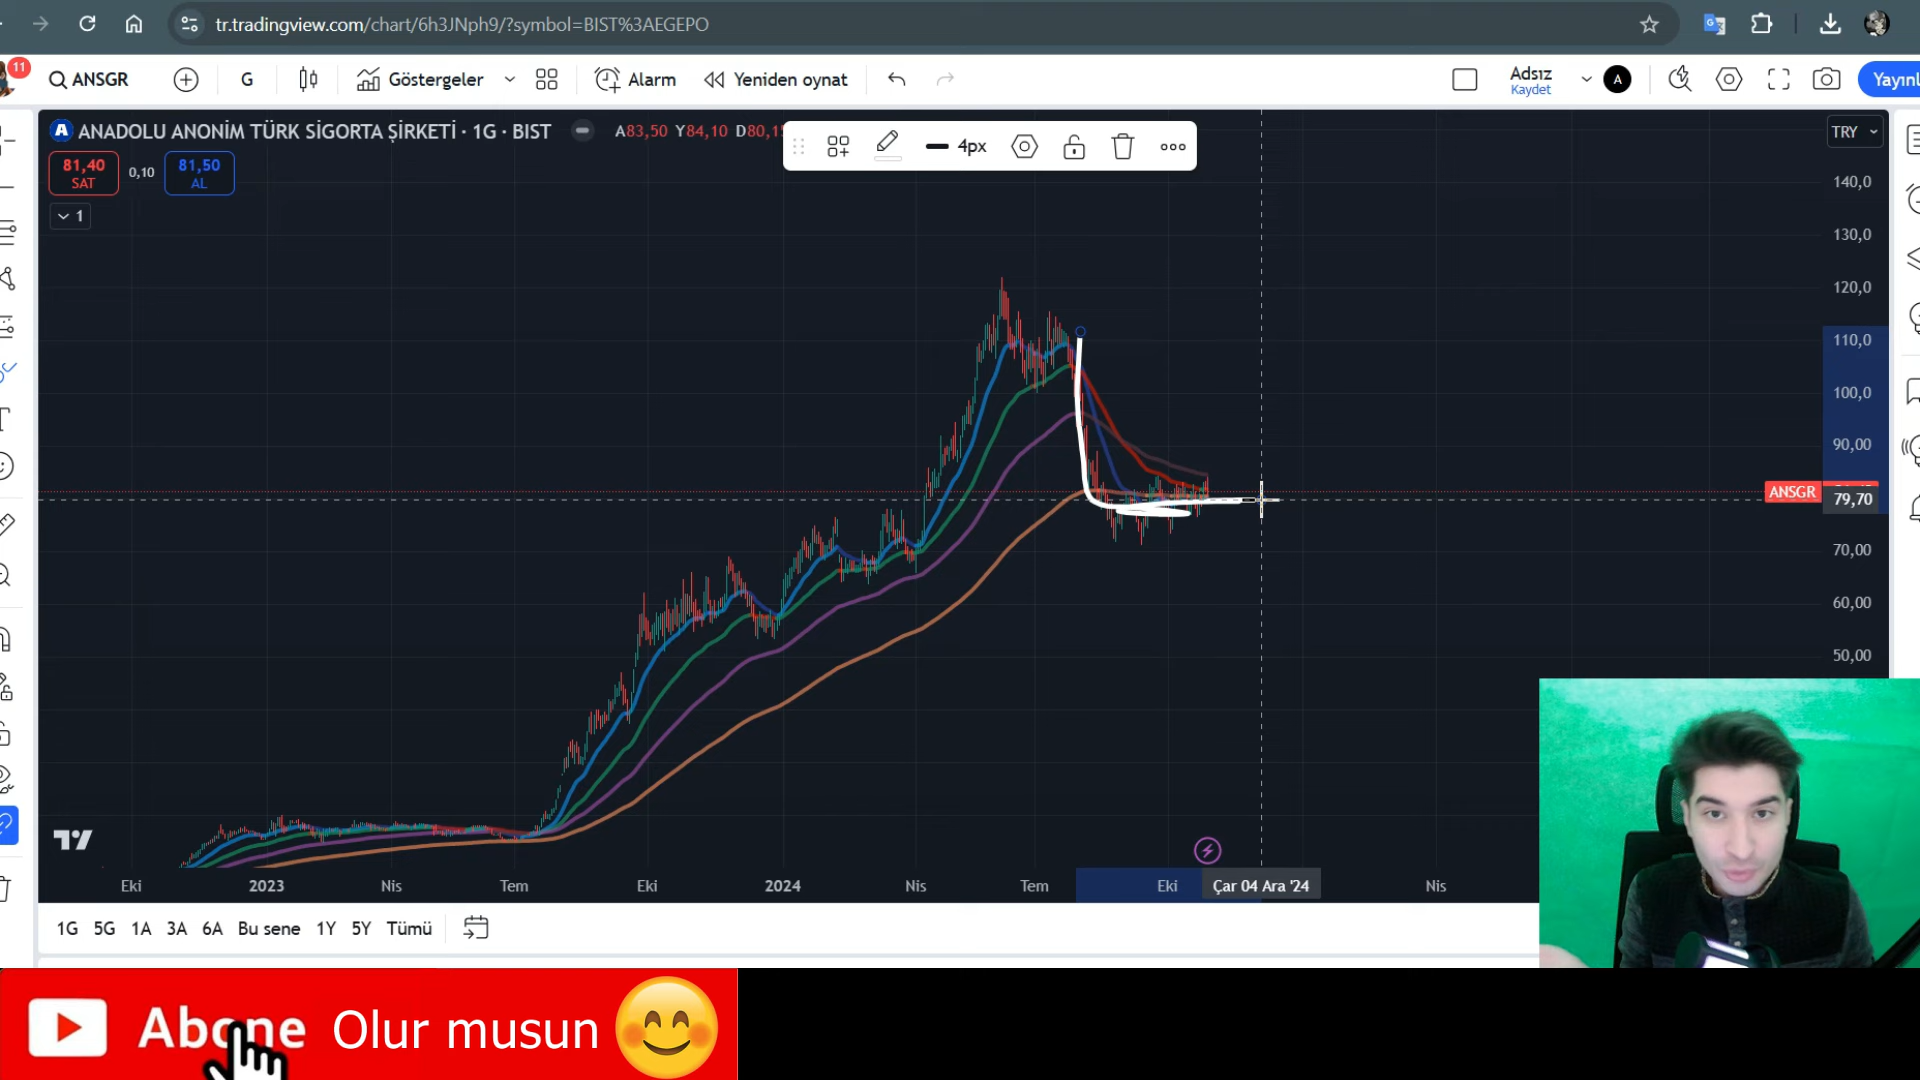 tr.tradingview.com/chart/6h3JNph9/?symbol=BIST%3AEGEPO
11
ANSGR
G
Göstergeler
Alarm
Yeniden oynat
Adsız
Kaydet
A
ANADOLU ANONİM TÜRK SİGORTA ŞİRKETİ · 1G · BIST
A83,50 Y84,10 D80,1
4px
TRY
81,40
SAT
0,10
81,50
AL
1
140,0
130,0
120,0
110,0
100,0
90,00
ANSGR
79,70
70,00
60,00
50,00
Eki
2023
Nis
Tem
Eki
2024
Nis
Tem
Eki
Çar 04 Ara '24
Nis
1G 5G 1A 3A 6A Bu sene 1Y 5Y Tümü
Abone Olur musun